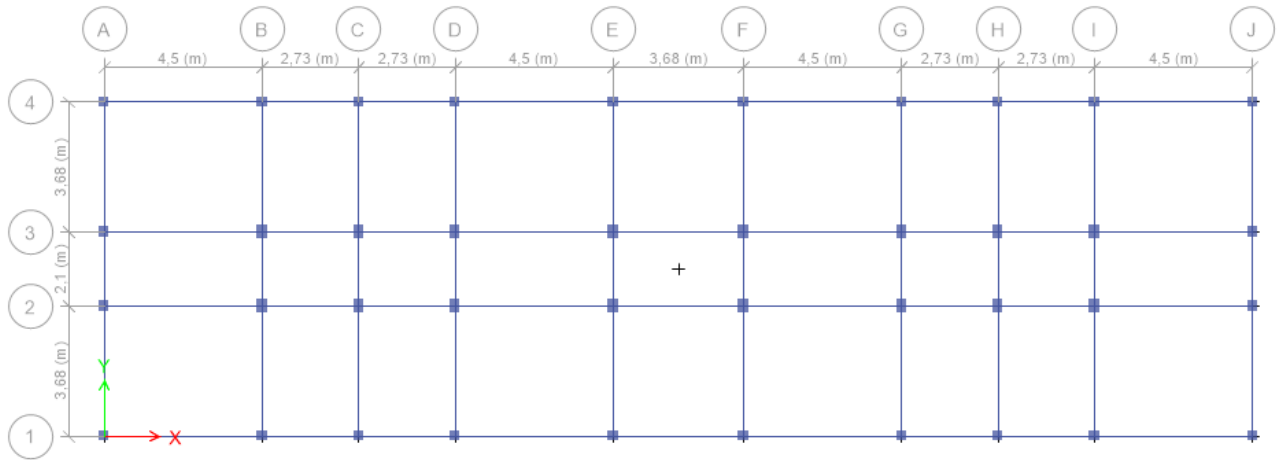 A B C D E F G H I J
4,5 (m) 2,73 (m) 2,73 (m) 4,5 (m) 3,68 (m) 4,5 (m) 2,73 (m) 2,73 (m) 4,5 (m)
4
3,68 (m)
3
2,1 (m)
2
3,68 (m)
Y
1
X